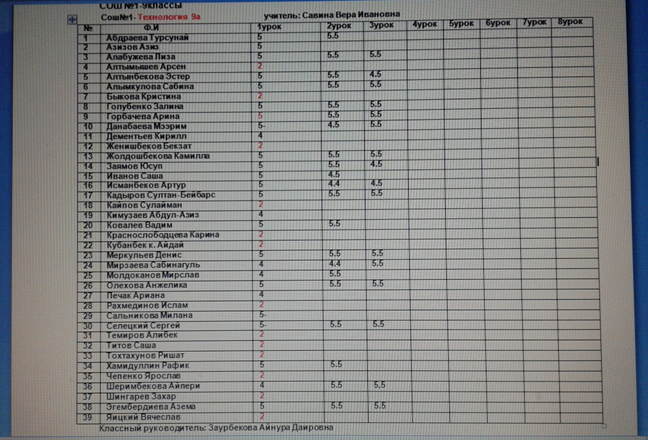 СОШ №1-9классы
Сош№1-Технология 9а учитель: Савина Вера Ивановна
№ Ф.И 1урок 2урок 3урок 4урок 5урок 6урок 7урок 8урок
1 Абдраева Турсунай 5 5.5
2 Азизов Азиз 5
3 Алабужева Лиза 5 5.5 5.5
4 Алтымышев Арсен 2
5 Алтынбекова Эстер 5 5.5 4.5
6 Алымкулова Сабина 5 5.5 5.5
7 Быкова Кристина 2
8 Голубенко Залина 5 5.5 5.5
9 Горбачева Арина 5 5.5 5.5
10 Данабаева Мээрим 5- 4.5 5.5
11 Дементьев Кирилл 4
12 Женишбеков Бекзат 2
13 Жолдошбекова Камилла 5 5.5 5.5
14 Заямов Юсуп 5 5.5 4.5
15 Иванов Саша 5 4.5
16 Исманбеков Артур 5 4.4 4.5
17 Кадыров Султан-Бейбарс 5 5.5 5.5
18 Кайпов Сулайман 2
19 Кимузаев Абдул-Азиз 4
20 Ковалев Вадим 5 5.5
21 Краснослободцева Карина 2
22 Кубанбек к. Айдай 2
23 Меркульев Денис 5 5.5 5.5
24 Мирзаева Сабинагуль 4 4.4 5.5
25 Молдоканов Мирслав 4 5.5
26 Олехова Анжелика 5 5.5 5.5
27 Печак Ариана 4
28 Рахмединов Ислам 2
29 Сальникова Милана 5-
30 Селецкий Сергей 5- 5.5 5.5
31 Темиров Алибек 2
32 Титов Саша 2
33 Тохтахунов Ришат 2
34 Хамидуллин Рафик 5 5.5
35 Чепенко Ярослав 2
36 Шеримбекова Айпери 4 5.5 5.5
37 Шингарев Захар 2
38 Эгембердиева Азема 5 5.5 5.5
39 Яицкий Вячеслав 2
Классный руководитель: Заурбекова Айнура Даировна